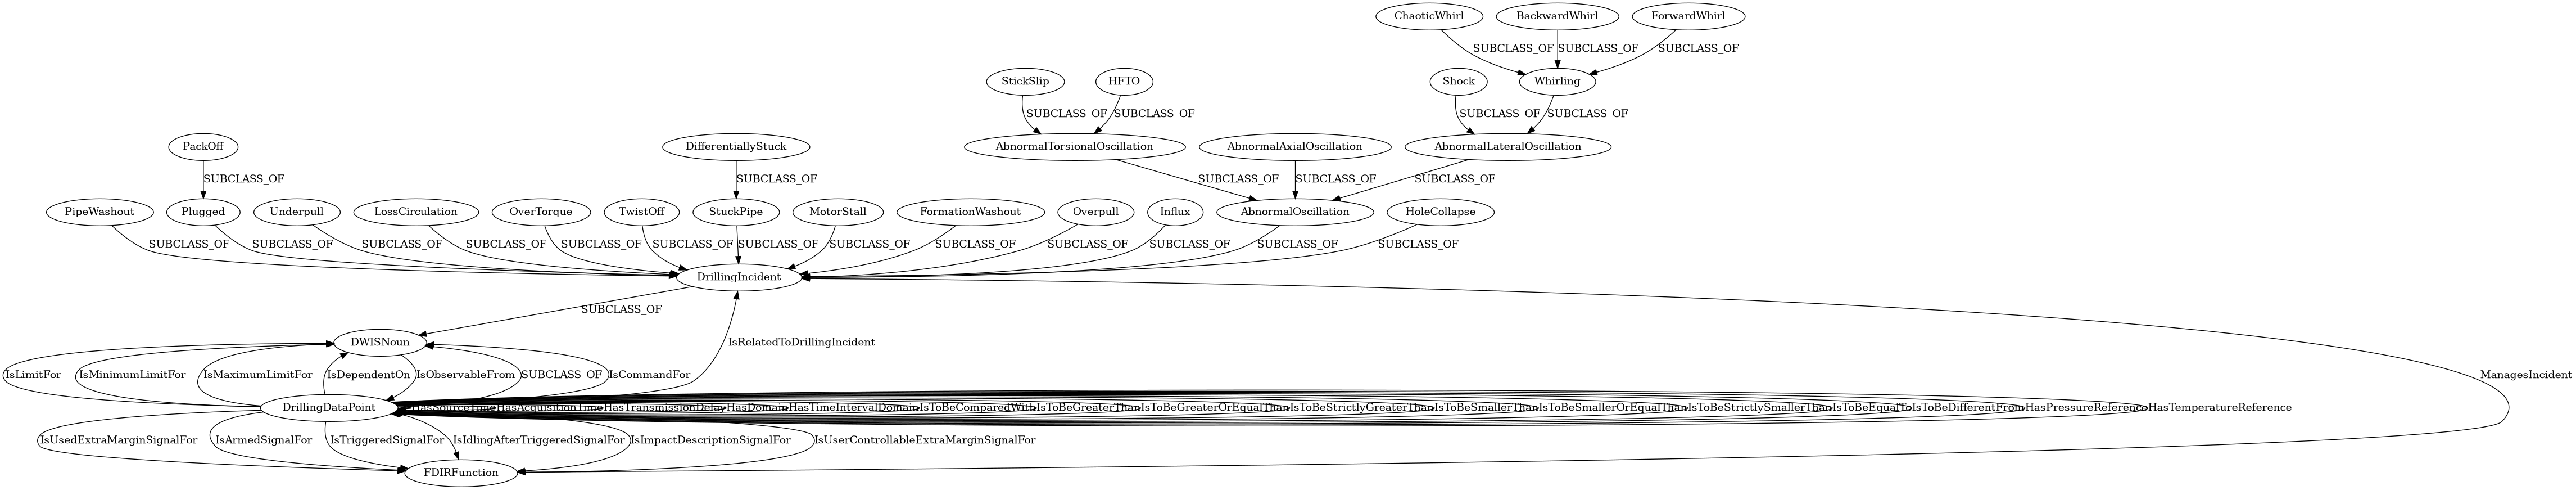 ChaoticWhirl BackwardWhirl ForwardWhirl
SUBCLASS_OF SUBCLASS_OF SUBCLASS_OF
StickSlip HFTO Shock Whirling
SUBCLASS_OF SUBCLASS_OF SUBCLASS_OF SUBCLASS_OF
PackOff DifferentiallyStuck AbnormalTorsionalOscillation AbnormalAxialOscillation AbnormalLateralOscillation
SUBCLASS_OF SUBCLASS_OF SUBCLASS_OF SUBCLASS_OF SUBCLASS_OF
PipeWashout Plugged Underpull LossCirculation OverTorque TwistOff StuckPipe MotorStall FormationWashout Overpull Influx AbnormalOscillation HoleCollapse
SUBCLASS_OF SUBCLASS_OF SUBCLASS_OF SUBCLASS_OF SUBCLASS_OF SUBCLASS_OF SUBCLASS_OF SUBCLASS_OF SUBCLASS_OF SUBCLASS_OF SUBCLASS_OF SUBCLASS_OF SUBCLASS_OF
DrillingIncident
SUBCLASS_OF
DWISNoun IsRelatedToDrillingIncident
IsLimitFor IsMinimumLimitFor IsMaximumLimitFor IsDependentOn IsObservableFrom SUBCLASS_OF IsCommandFor ManagesIncident
DrillingDataPoint HasSourceTime HasAcquisitionTime HasTransmissionDelay HasDomain HasTimeIntervalDomain IsToBeComparedWith IsToBeGreaterThan IsToBeGreaterOrEqualThan IsToBeStrictlyGreaterThan IsToBeSmallerThan IsToBeSmallerOrEqualThan IsToBeStrictlySmallerThan IsToBeEqualTo IsToBeDifferentFrom HasPressureReference HasTemperatureReference
IsUsedExtraMarginSignalFor IsArmedSignalFor IsTriggeredSignalFor IsIdlingAfterTriggeredSignalFor IsImpactDescriptionSignalFor IsUserControllableExtraMarginSignalFor
FDIRFunction